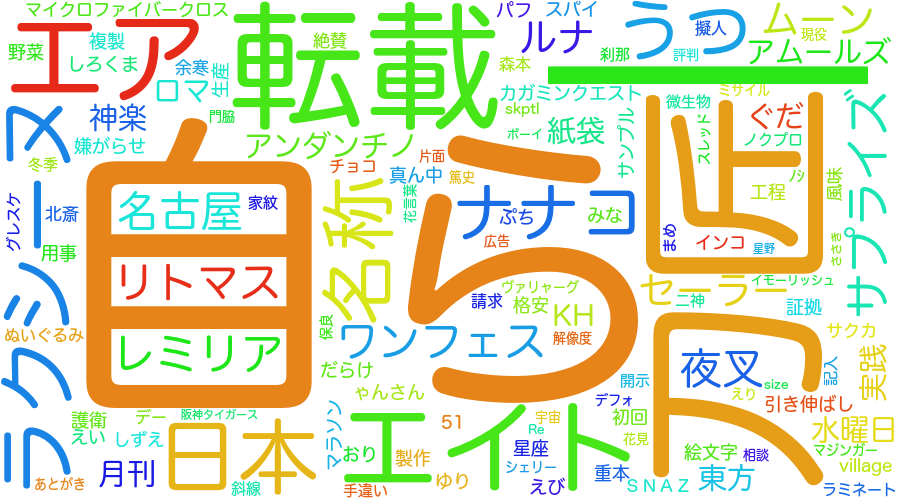 マイクロファイバークロス
転載
パフ
スパイ
うっ
ムーン
現役
エア
絶賛
ルナ
擬人
野菜
複製
刹那
評判
アムールズ
しろくま
余寒
生産
森本
一
ロマ
カガミンクエスト
ミサイル
ラケシーヌ
神楽
門脇
skptl
微生物
嫌がらせ
アンダンチノ
ボーイ
紙袋
サンプル
スレッド
ぐだ
サプライズ
冬季
白
チョコ
片面
ら
凶
ノクプロ
真ん中
篤史
ノシ
風味
グレスケ
北斎
名古屋
家紋
名称
花言葉
ナナコ
ぷち
みな
工程
まめ
インコ
星野
ささき
用事
広告
リトマス
ヴァリャーグ
セーラー
イモーリッシュ
請求
格安
KH
二神
証拠
ぬいぐるみ
保良
ワンフェス
解像度
尺
サクカ
レミリア
夜叉
記入
実践
だらけ
開示
size
えり
ゃんさん
デフォ
引き伸ばし
護衛
デー
阪神タイガース
エイト
51
宇宙
初回
えい
しずえ
日本
マラソン
Re
花見
水曜日
おり
星座
絵文字
相談
マジンガー
月刊
製作
シェリー
village
あとがき
斜線
手違い
ゆり
えび
重本
SNAZ
東方
ラミネート